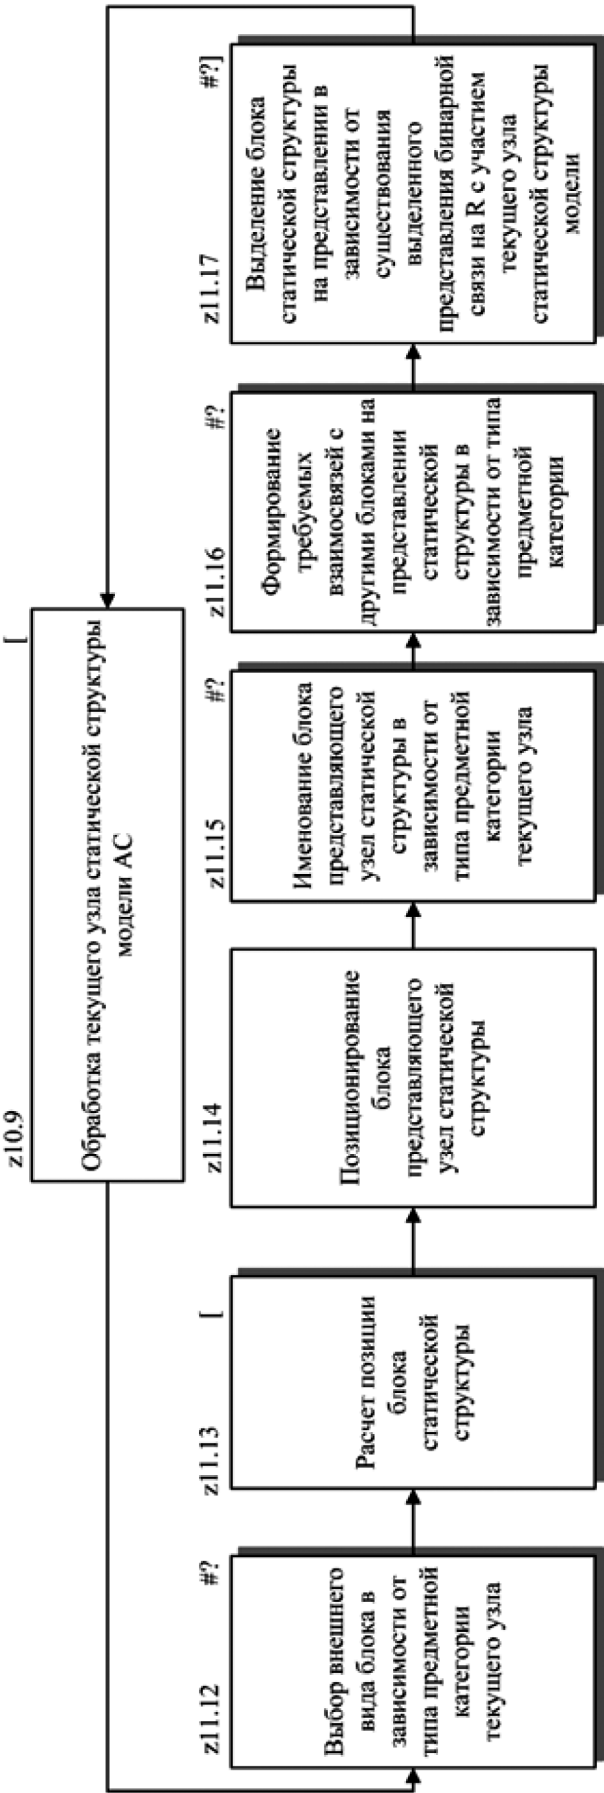 z10.9
[
Обработка текущего узла статической структуры
модели АС
z11.12
#?
Выбор внешнего
вида блока в
зависимости от
типа предметной
категории
текущего узла
z11.13
[
Расчет позиции
блока
статической
структуры
z11.14
Позиционирование
блока
представляющего
узел статической
структуры
z11.15
#?
Именование блока
представляющего
узел статической
структуры в
зависимости от
типа предметной
категории
текущего узла
z11.16
#?
Формирование
требуемых
взаимосвязей с
другими блоками на
представлении
статической
структуры в
зависимости от типа
предметной
категории
z11.17
#?]
Выделение блока
статической структуры
на представлении в
зависимости от
существования
выделенного
представления бинарной
связи на R с участием
текущего узла
статической структуры
модели